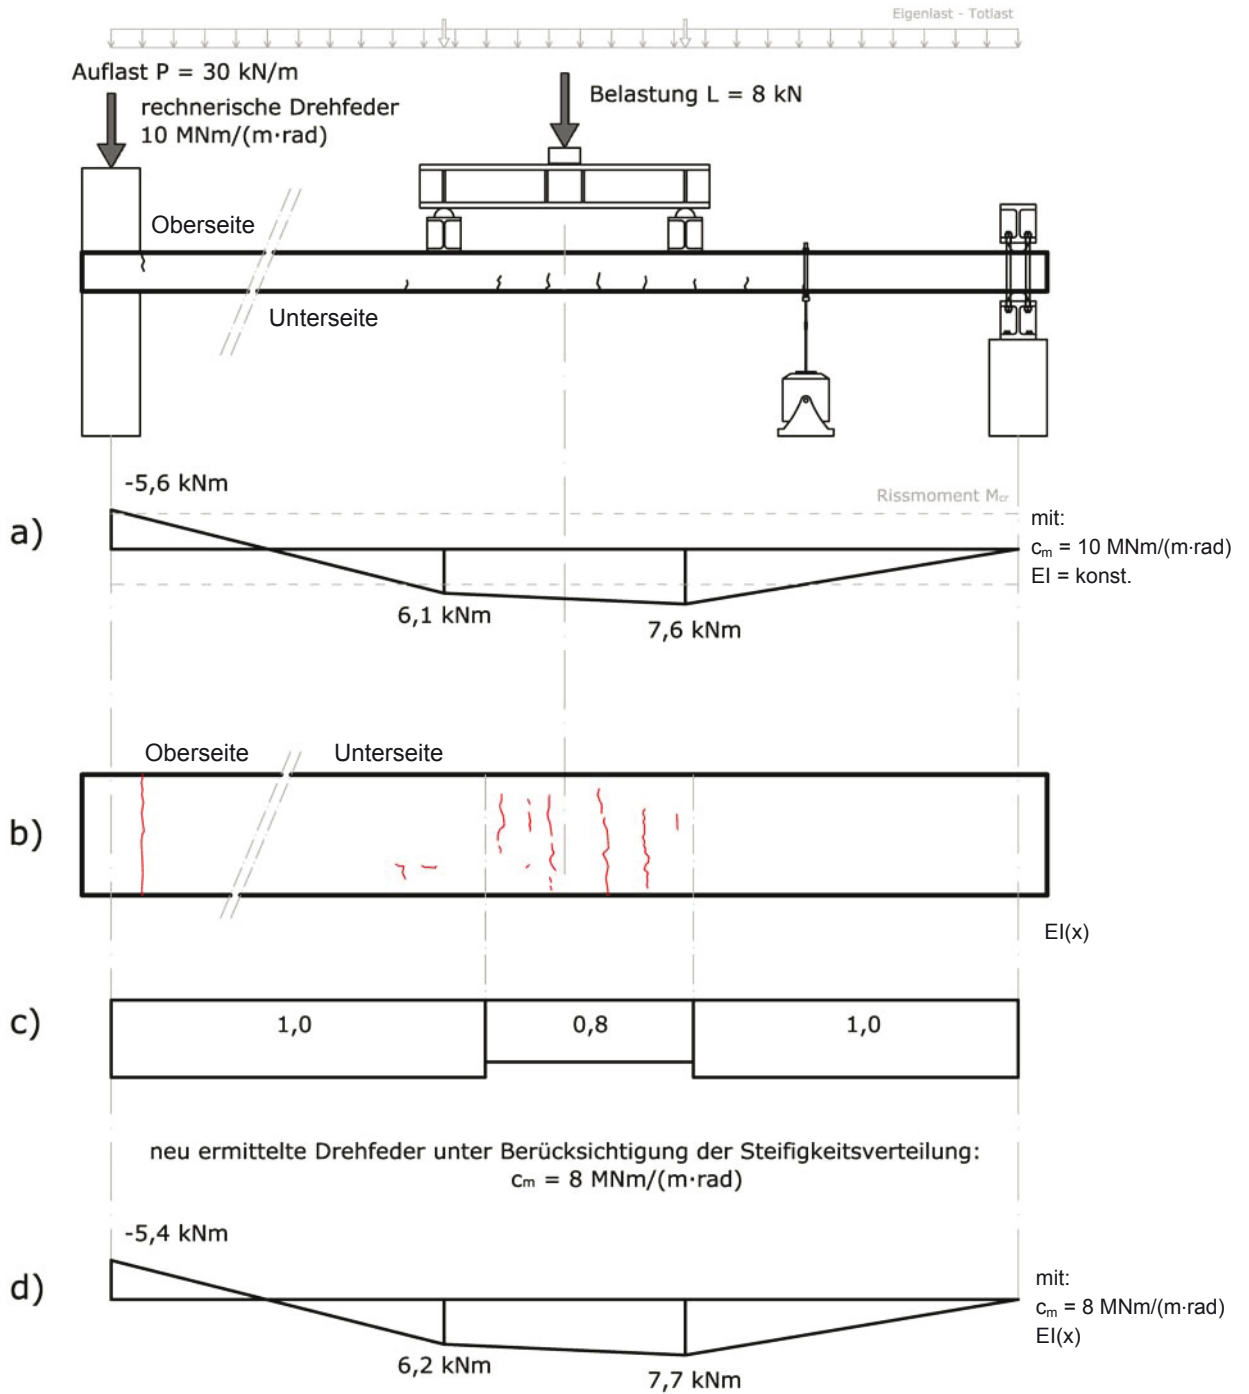 Eigenlast - Totlast
Auflast P = 30 kN/m
rechnerische Drehfeder
10 MNm/(m·rad)
Belastung L = 8 kN
Oberseite
Unterseite
-5,6 kNm
Rissmoment Mcr
a)
mit:
cm = 10 MNm/(m·rad)
EI = konst.
6,1 kNm
7,6 kNm
Oberseite
Unterseite
b)
EI(x)
c)
1,0
0,8
1,0
neu ermittelte Drehfeder unter Berücksichtigung der Steifigkeitsverteilung:
cm = 8 MNm/(m·rad)
-5,4 kNm
d)
mit:
cm = 8 MNm/(m·rad)
EI(x)
6,2 kNm
7,7 kNm